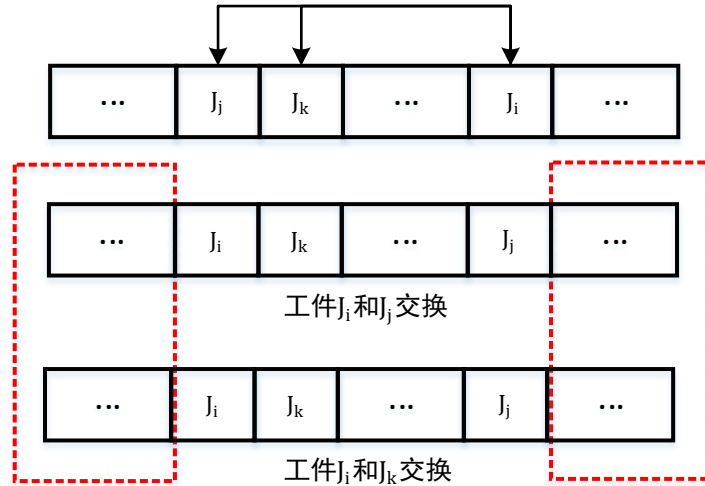 … J_j J_k … J_i …
… J_i J_k … J_j …
工件J_i和J_j交换
… J_i J_k … J_j …
工件J_i和J_k交换